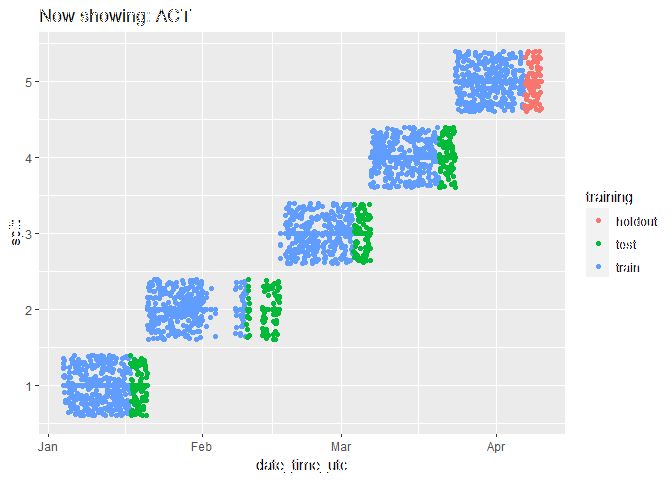 Now showing: ACT
5
4
3
2
1
split
Jan Feb Mar Apr
date_time_utc
training
holdout
test
train